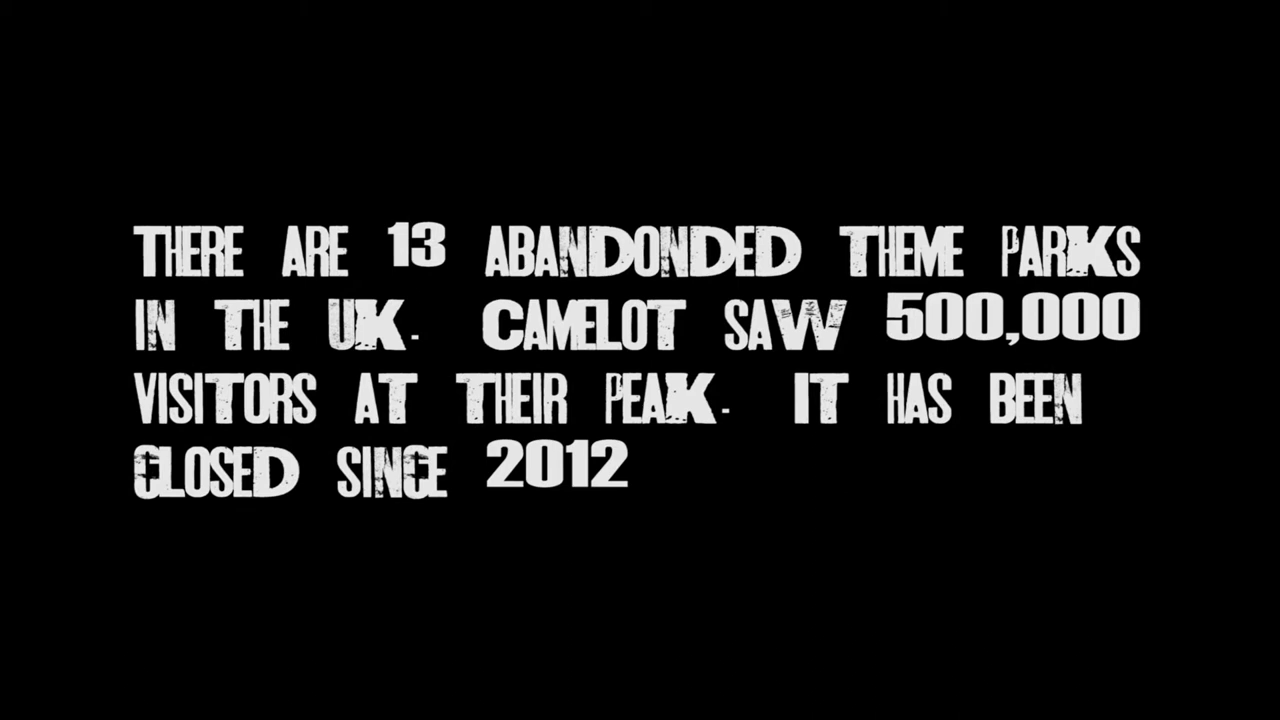 THERE ARE 13 ABANDONDED THEME PARKS
IN THE UK. CAMELOT SAW 500,000
VISITORS AT THEIR PEAK. IT HAS BEEN
CLOSED SINCE 2012